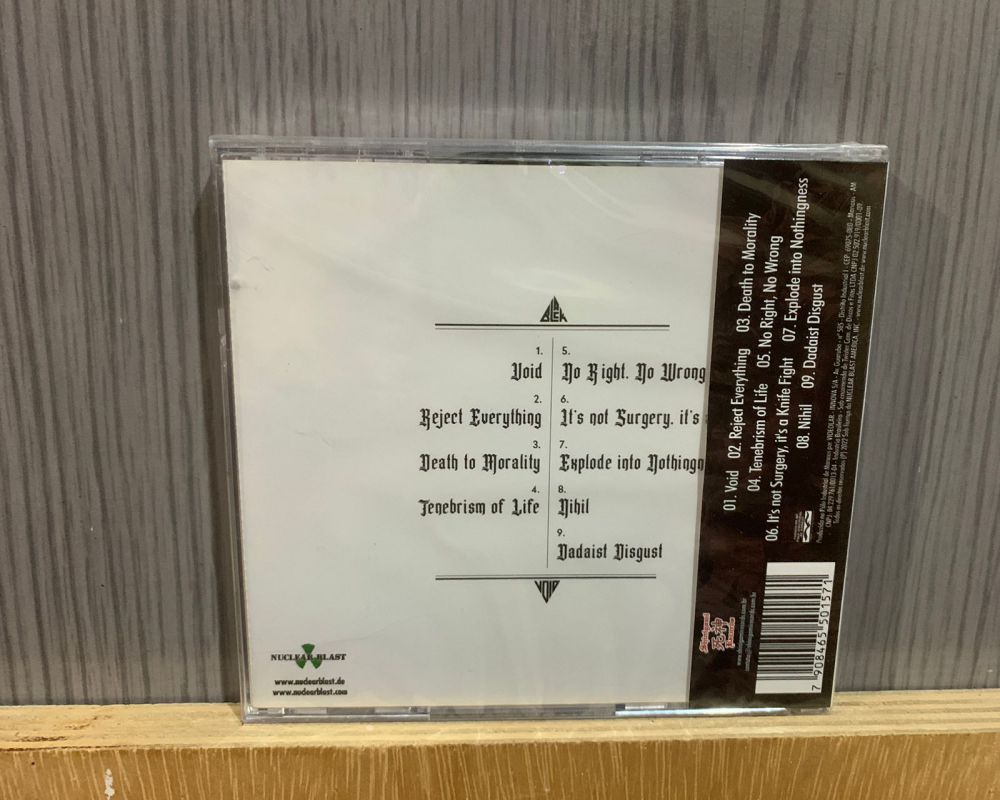 BIRCH
1.
Void
2.
Reject Everything
3.
Death to Morality
4.
Tenebrism of Life
5.
No Right. No Wrong
6.
It's not Surgery. it's
7.
Explode into Nothingn
8.
Nihil
9.
Dadaist Disgust
VOID
NUCLEAR BLAST
www.nuclearblast.de
www.nuclearblast.com
01. Void 02. Reject Everything 03. Death to Morality
04. Tenebrism of Life 05. No Right, No Wrong
06. It's not Surgery, it's a Knife Fight 07. Explode into Nothingness
08. Nihil 09. Dadaist Disgust
7 908465 501571